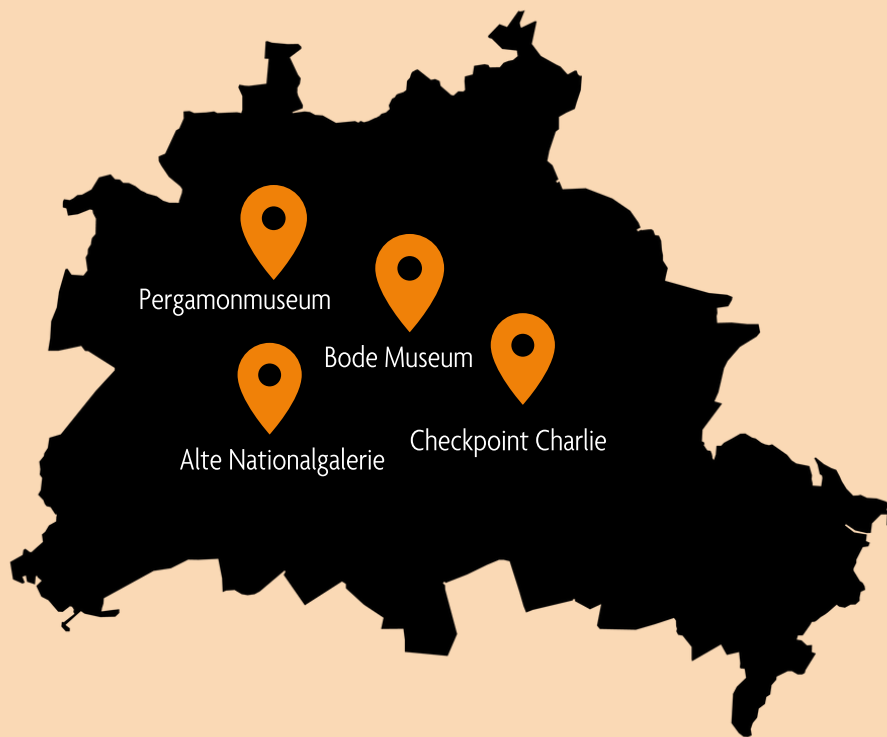 Pergamonmuseum
Bode Museum
Checkpoint Charlie
Alte Nationalgalerie